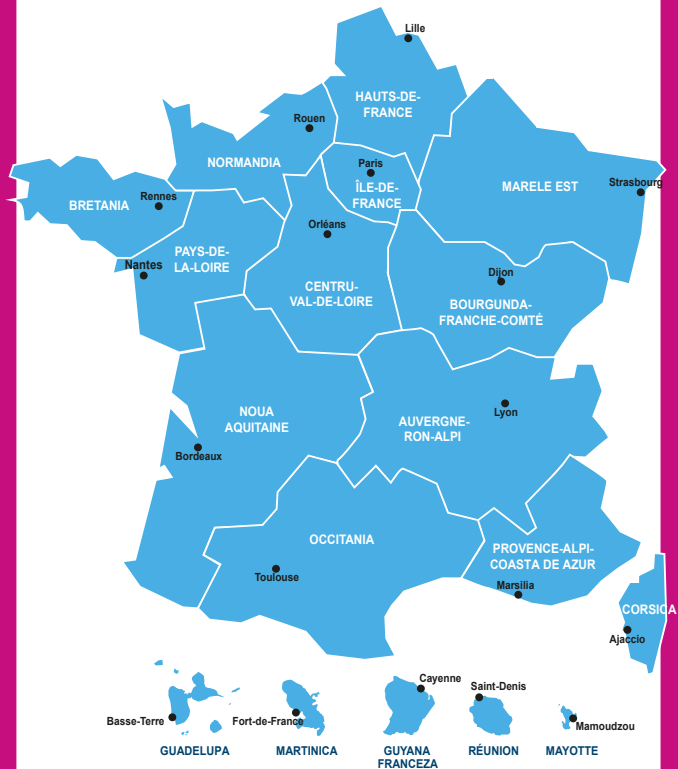 Lille
HAUTS-DE-
FRANCE
Rouen
NORMANDIA
Paris
ÎLE-DE-
FRANCE
MARELE EST
Strasbourg
BRETANIA
Rennes
Orléans
PAYS-DE-
LA-LOIRE
Nantes
CENTRU-
VAL-DE-LOIRE
Dijon
BOURGUNDA-
FRANCHE-COMTÉ
NOUA
AQUITAINE
Bordeaux
AUVERGNE-
RON-ALPI
Lyon
OCCITANIA
Toulouse
PROVENCE-ALPI-
COASTA DE AZUR
Marsilia
CORSICA
Ajaccio
Basse-Terre
GUADELUPA
Fort-de-France
MARTINICA
Cayenne
GUYANA
FRANCEZA
Saint-Denis
RÉUNION
Mamoudzou
MAYOTTE